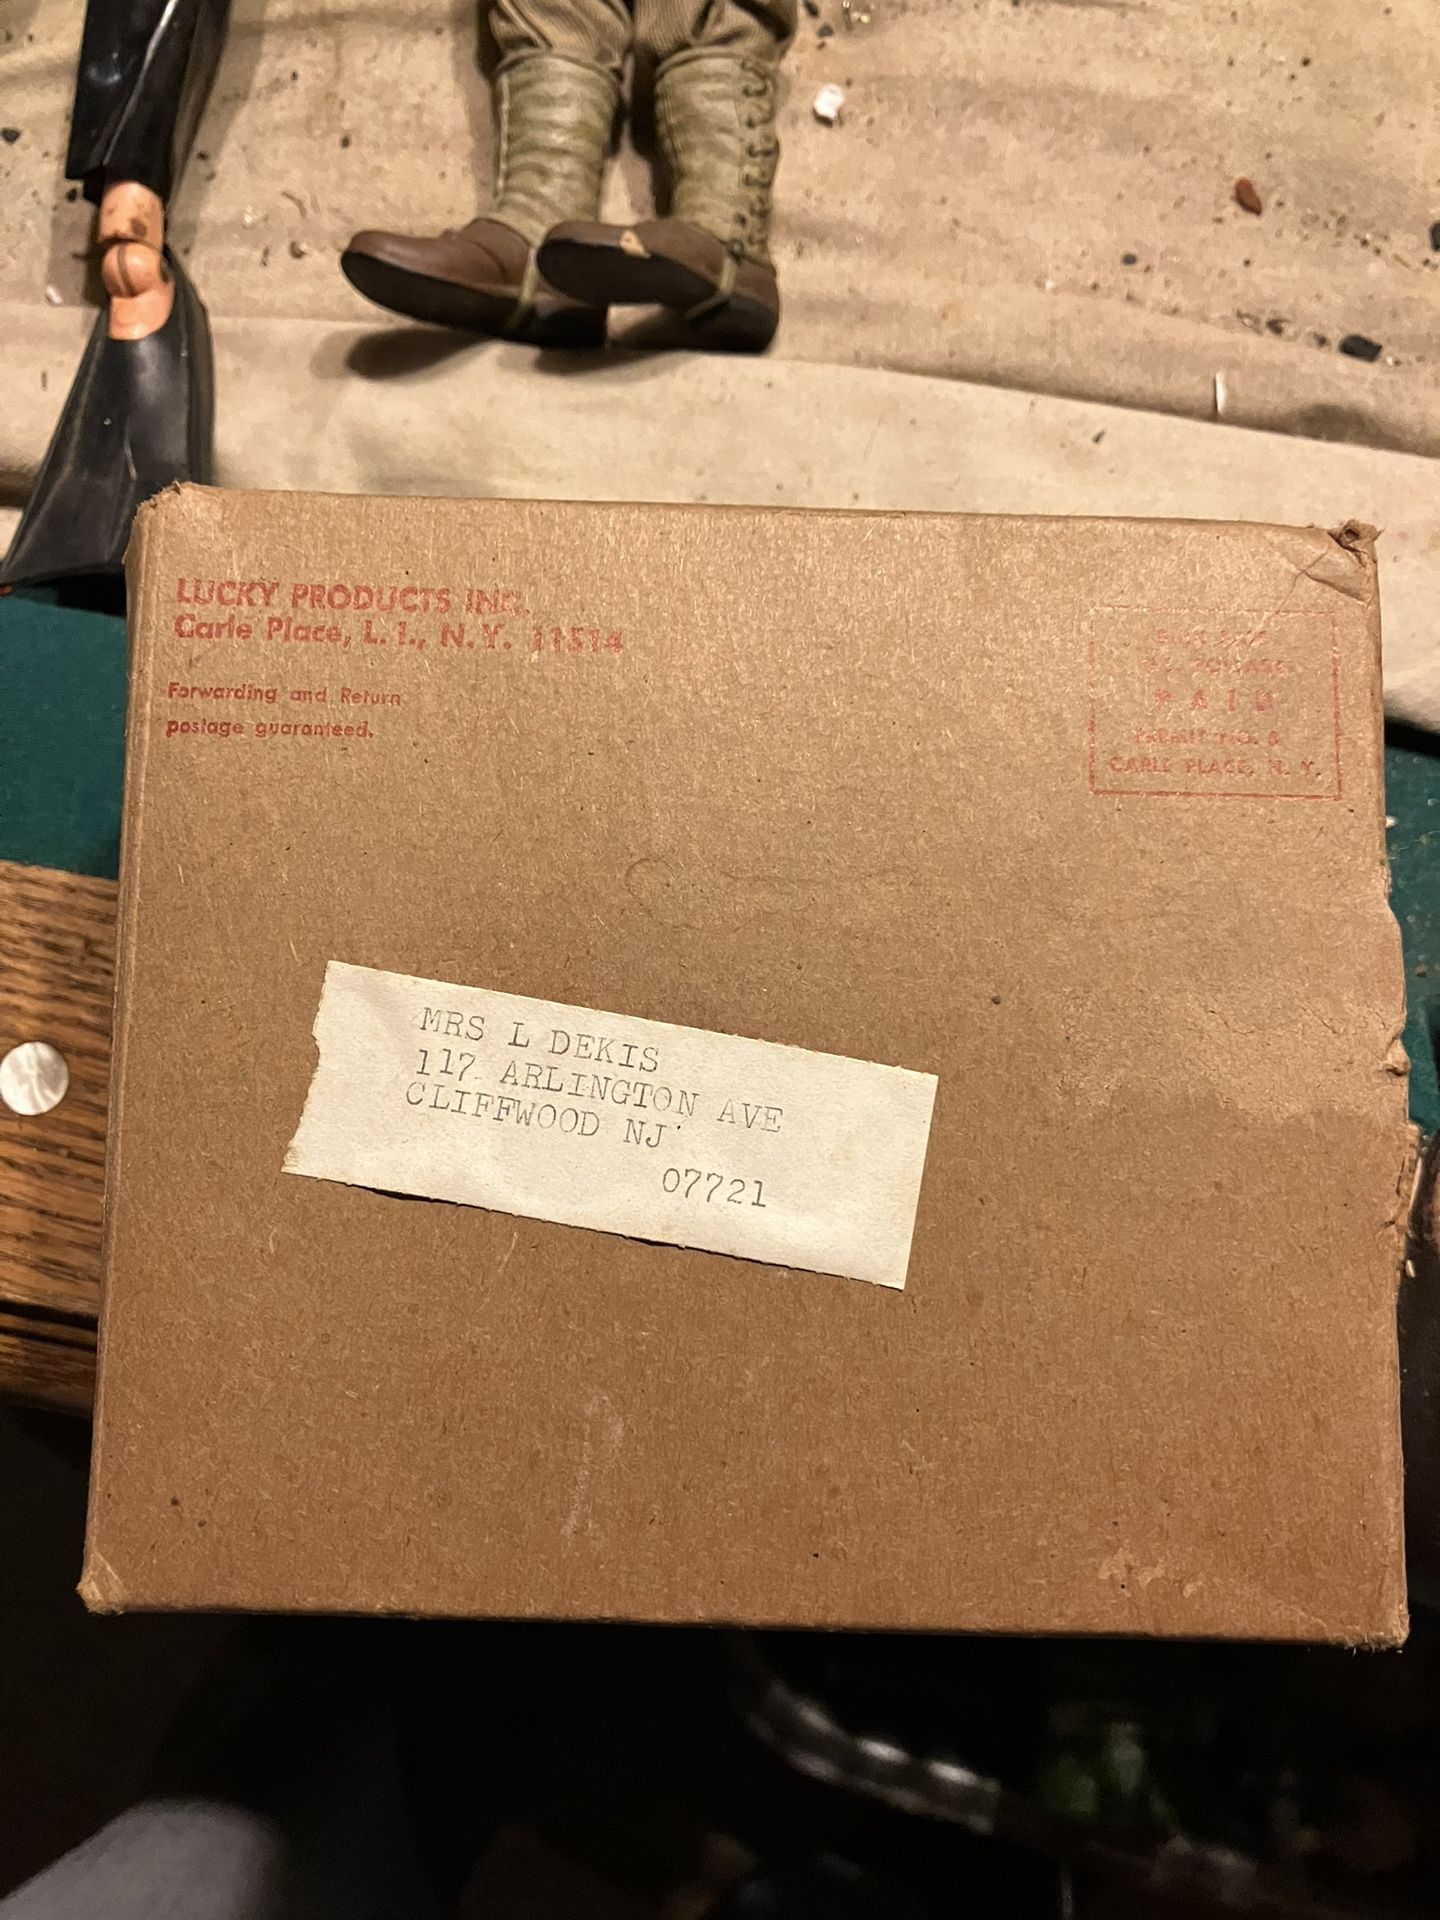 LUCKY PRODUCTS INC.
Carle Place, L. I., N. Y. 11514
Forwarding and Return
postage guaranteed.
PAID
PERMIT NO. 6
CARLE PLACE, N. Y.
MRS L DEKIS
117 ARLINGTON AVE
CLIFFWOOD NJ
07721